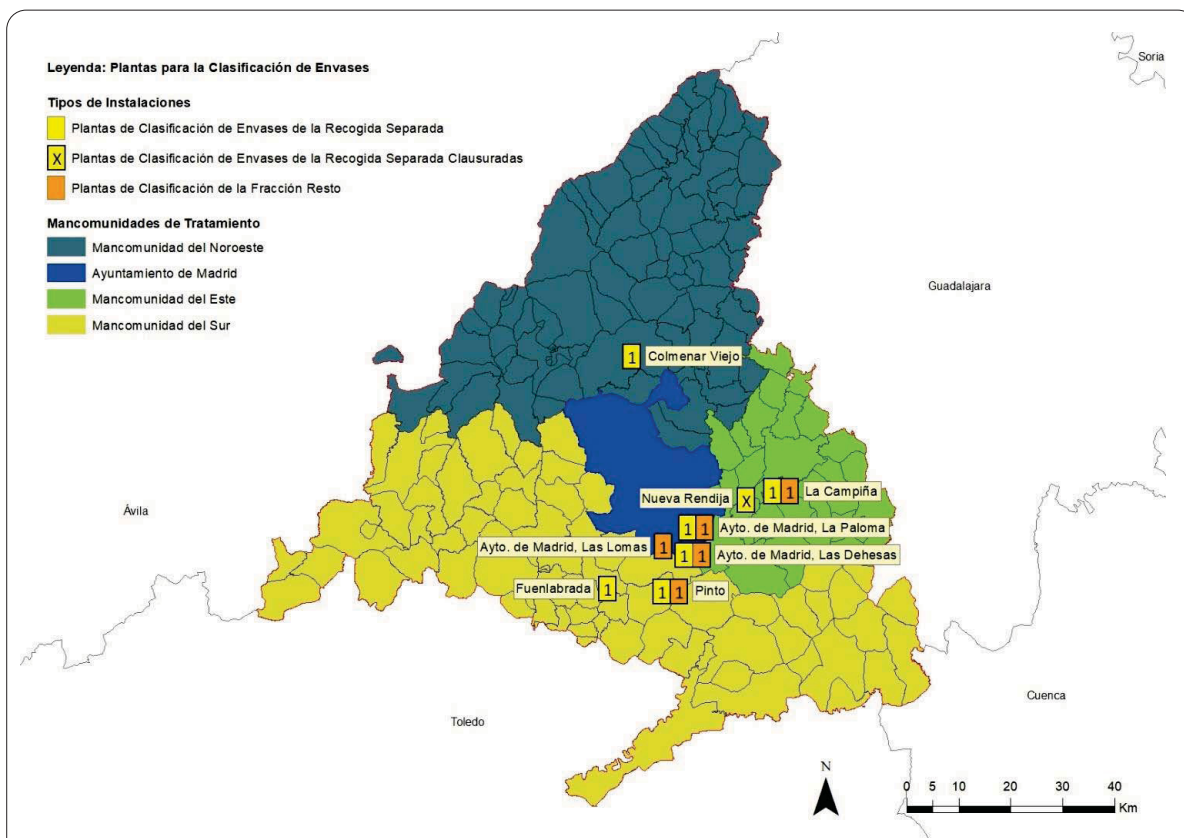 Leyenda: Plantas para la Clasificación de Envases
Tipos de Instalaciones
Plantas de Clasificación de Envases de la Recogida Separada
X Plantas de Clasificación de Envases de la Recogida Separada Clausuradas
Plantas de Clasificación de la Fracción Resto
Mancomunidades de Tratamiento
Mancomunidad del Noroeste
Ayuntamiento de Madrid
Mancomunidad del Este
Mancomunidad del Sur
Soria
Guadalajara
1 Colmenar Viejo
Ávila
1 1 La Campiña
Nueva Rendija X
1 1 Ayto. de Madrid, La Paloma
Ayto. de Madrid, Las Lomas 1
1 1 Ayto. de Madrid, Las Dehesas
Fuenlabrada 1
1 1 Pinto
Cuenca
Toledo
N
0 5 10 20 30 40
Km